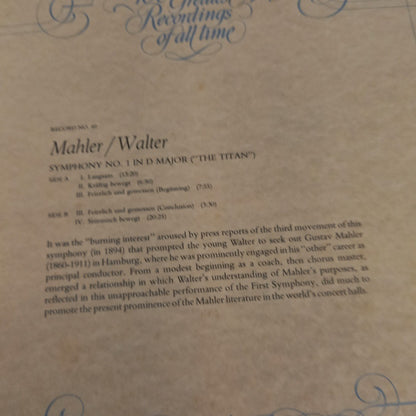 Greatest
Recordings
of all time
RECORD NO.
Mahler/Walter
SYMPHONY NO. 1 IN D MAJOR ("THE TITAN")
SIDE A I. Langsam (13:20)
II. Kräftig bewegt (6:30)
III. Feierlich und gemessen (Beginning) (7:55)
SIDE B III. Feierlich und gemessen (Conclusion) (3:30)
IV. Stürmisch bewegt (20:25)
It was the "burning interest" aroused by press reports of the third movement of this
symphony (in 1894) that prompted the young Walter to seek out Gustav Mahler
(1860-1911) in Hamburg, where he was prominently engaged in his "other" career as
principal conductor. From a modest beginning as a coach, then chorus master,
emerged a relationship in which Walter's understanding of Mahler's purposes, as
reflected in this unapproachable performance of the First Symphony, did much to
promote the present prominence of the Mahler literature in the world's concert halls.